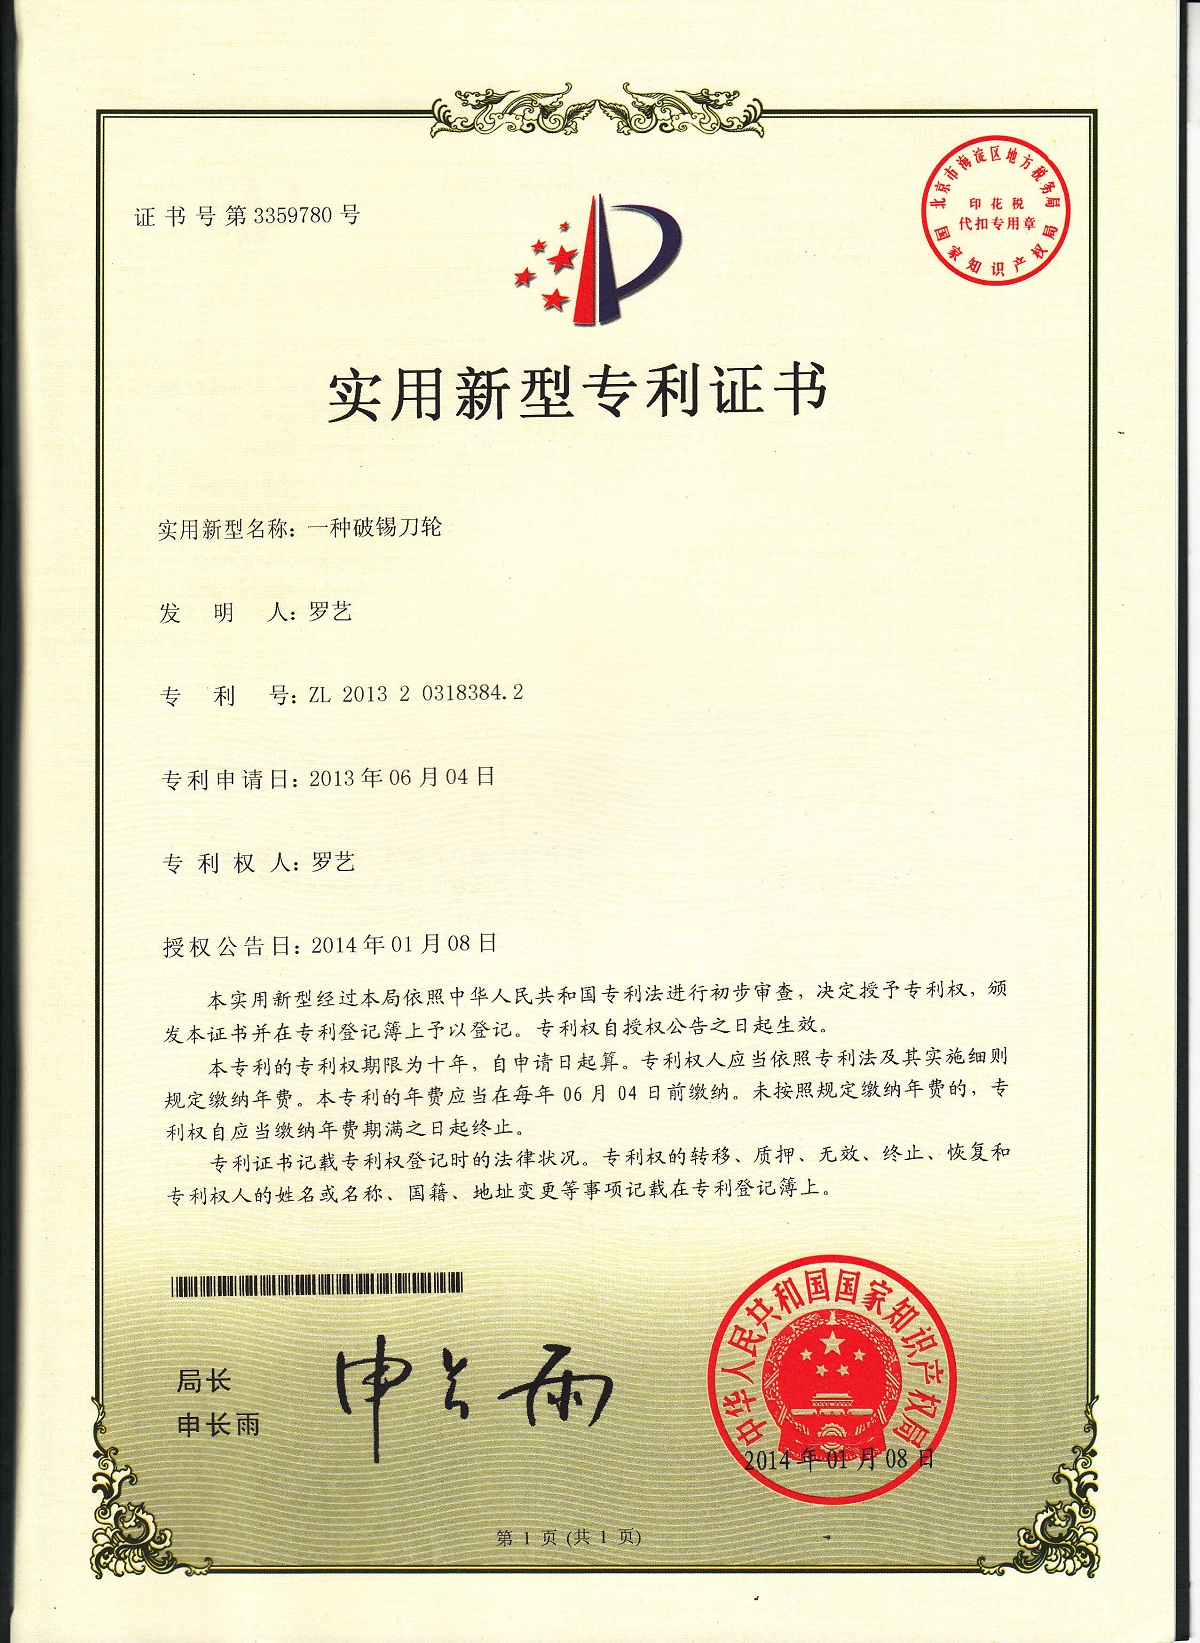 证书号第3359780号
北京市海淀区地方税务局
印花税
代扣专用章
国家知识产权局
实用新型专利证书
实用新型名称：一种破锡刀轮
发明人：罗艺
专利号：ZL 2013 2 0318384.2
专利申请日：2013年06月04日
专利权人：罗艺
授权公告日：2014年01月08日
本实用新型经过本局依照中华人民共和国专利法进行初步审查，决定授予专利权，颁
发本证书并在专利登记簿上予以登记。专利权自授权公告之日起生效。
本专利的专利权期限为十年，自申请日起算。专利权人应当依照专利法及其实施细则
规定缴纳年费。本专利的年费应当在每年06月04日前缴纳。未按照规定缴纳年费的，专
利权自应当缴纳年费期满之日起终止。
专利证书记载专利权登记时的法律状况。专利权的转移、质押、无效、终止、恢复和
专利权人的姓名或名称、国籍、地址变更等事项记载在专利登记簿上。
局长
申长雨
申长雨
中华人民共和国国家知识产权局
2014年01月08日
第1页(共1页)